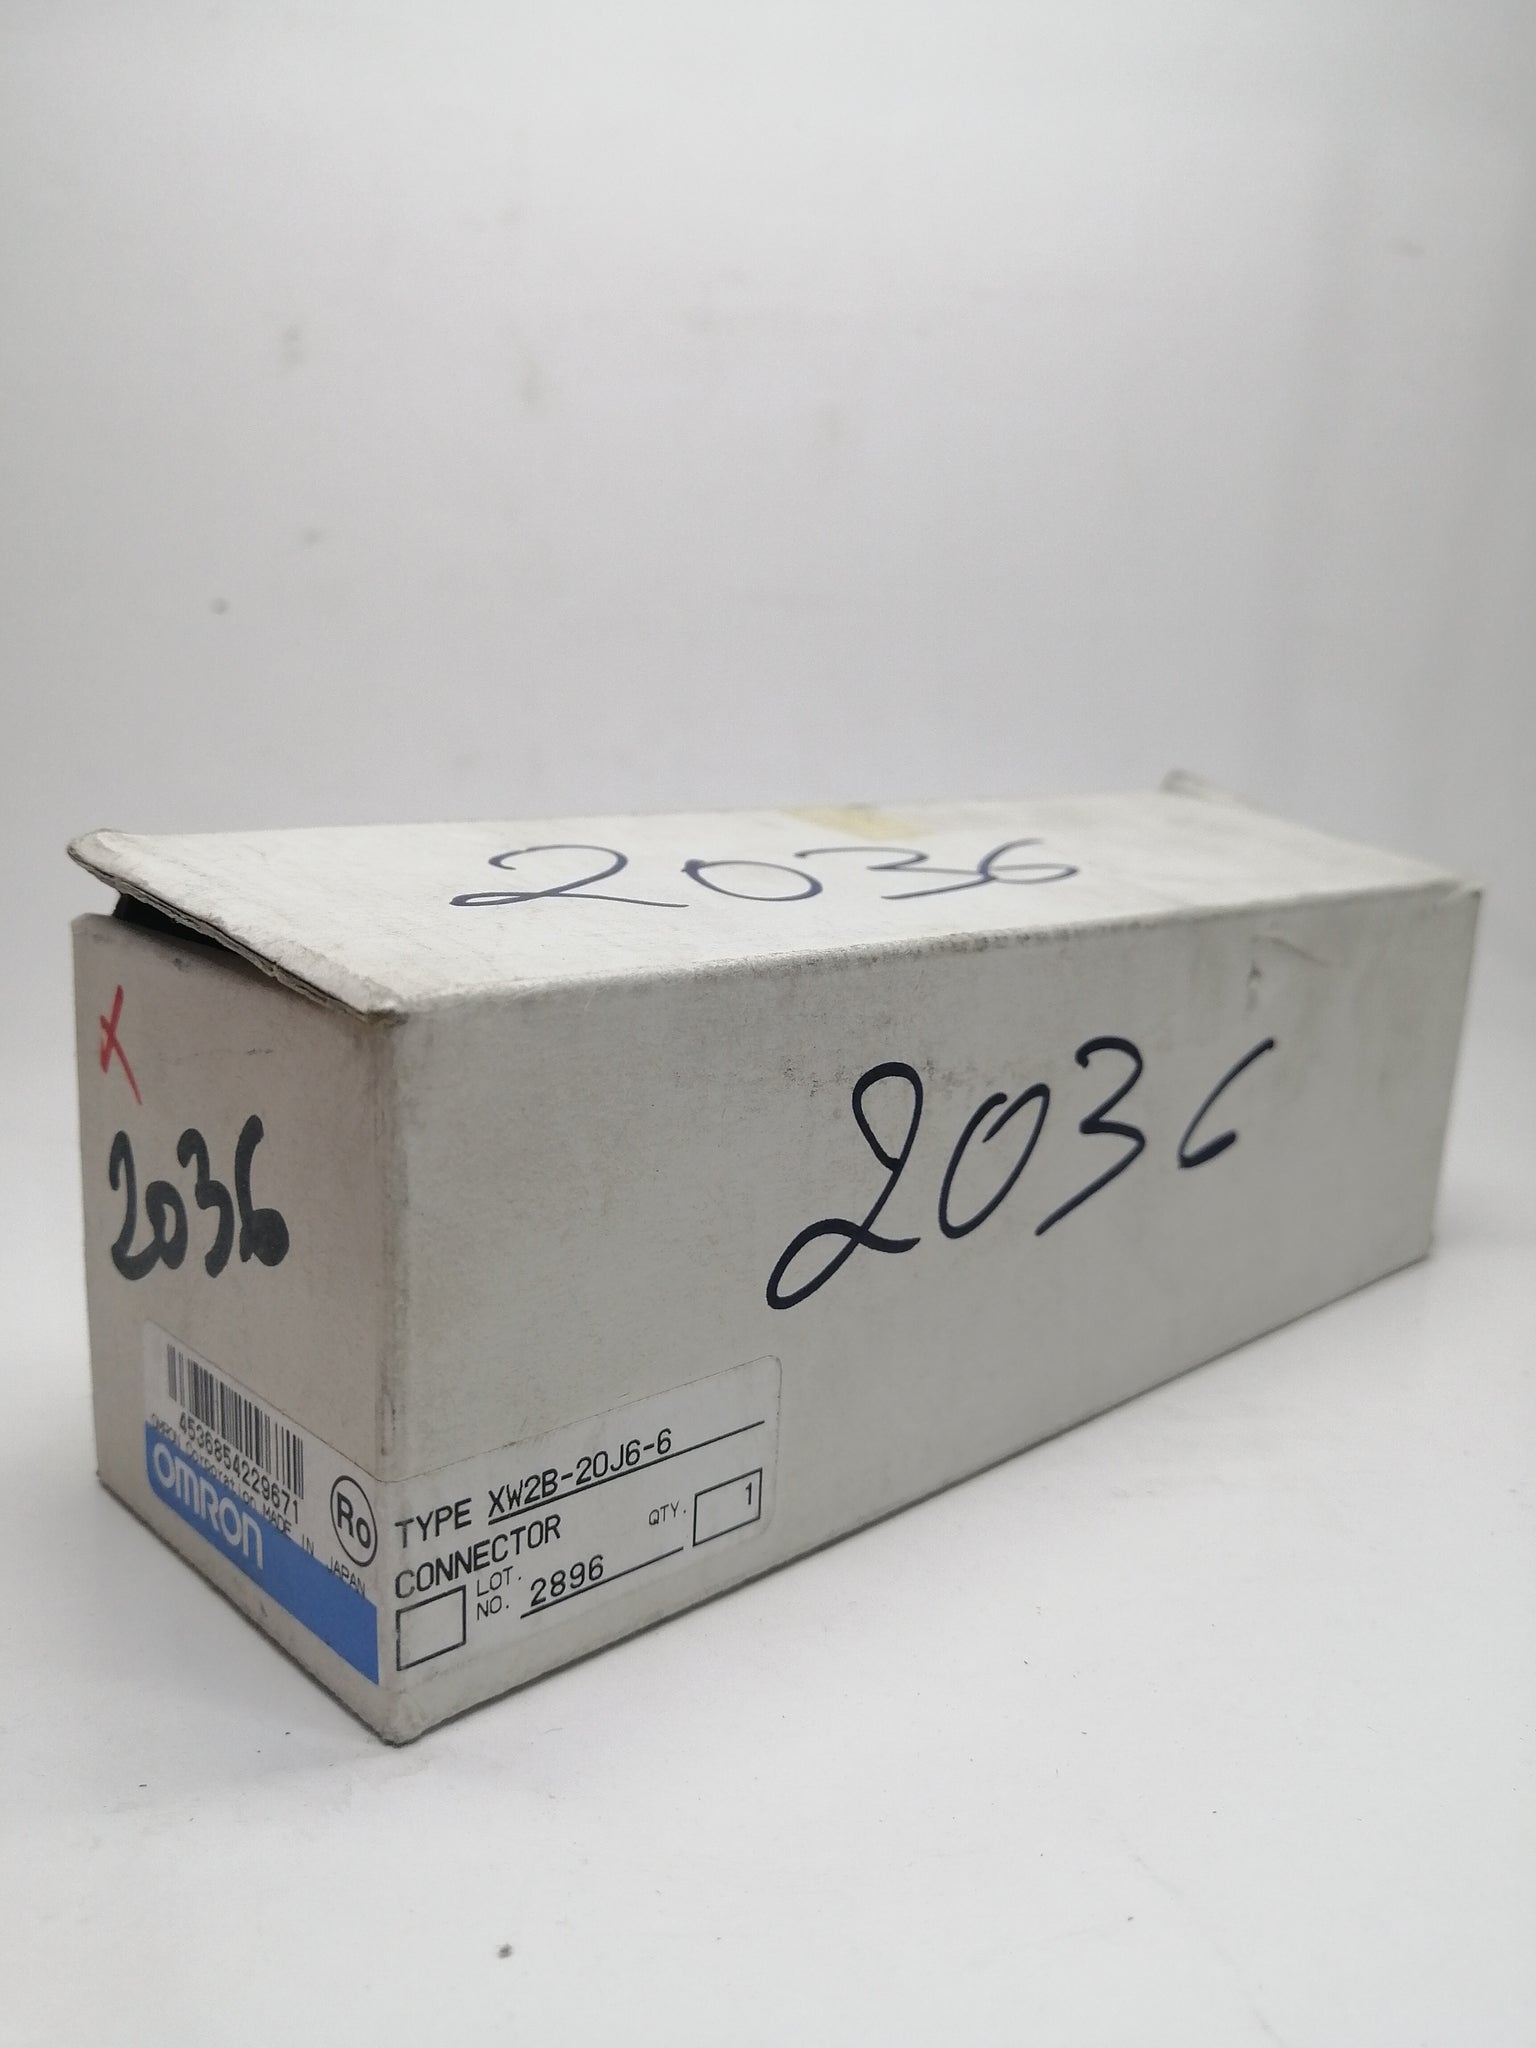 2036
2036
X
2036
4536854229671
OMRON Corporation MADE IN JAPAN
OMRON
Ro
TYPE XW2B-20J6-6
CONNECTOR
QTY. 1
LOT. NO. 2896